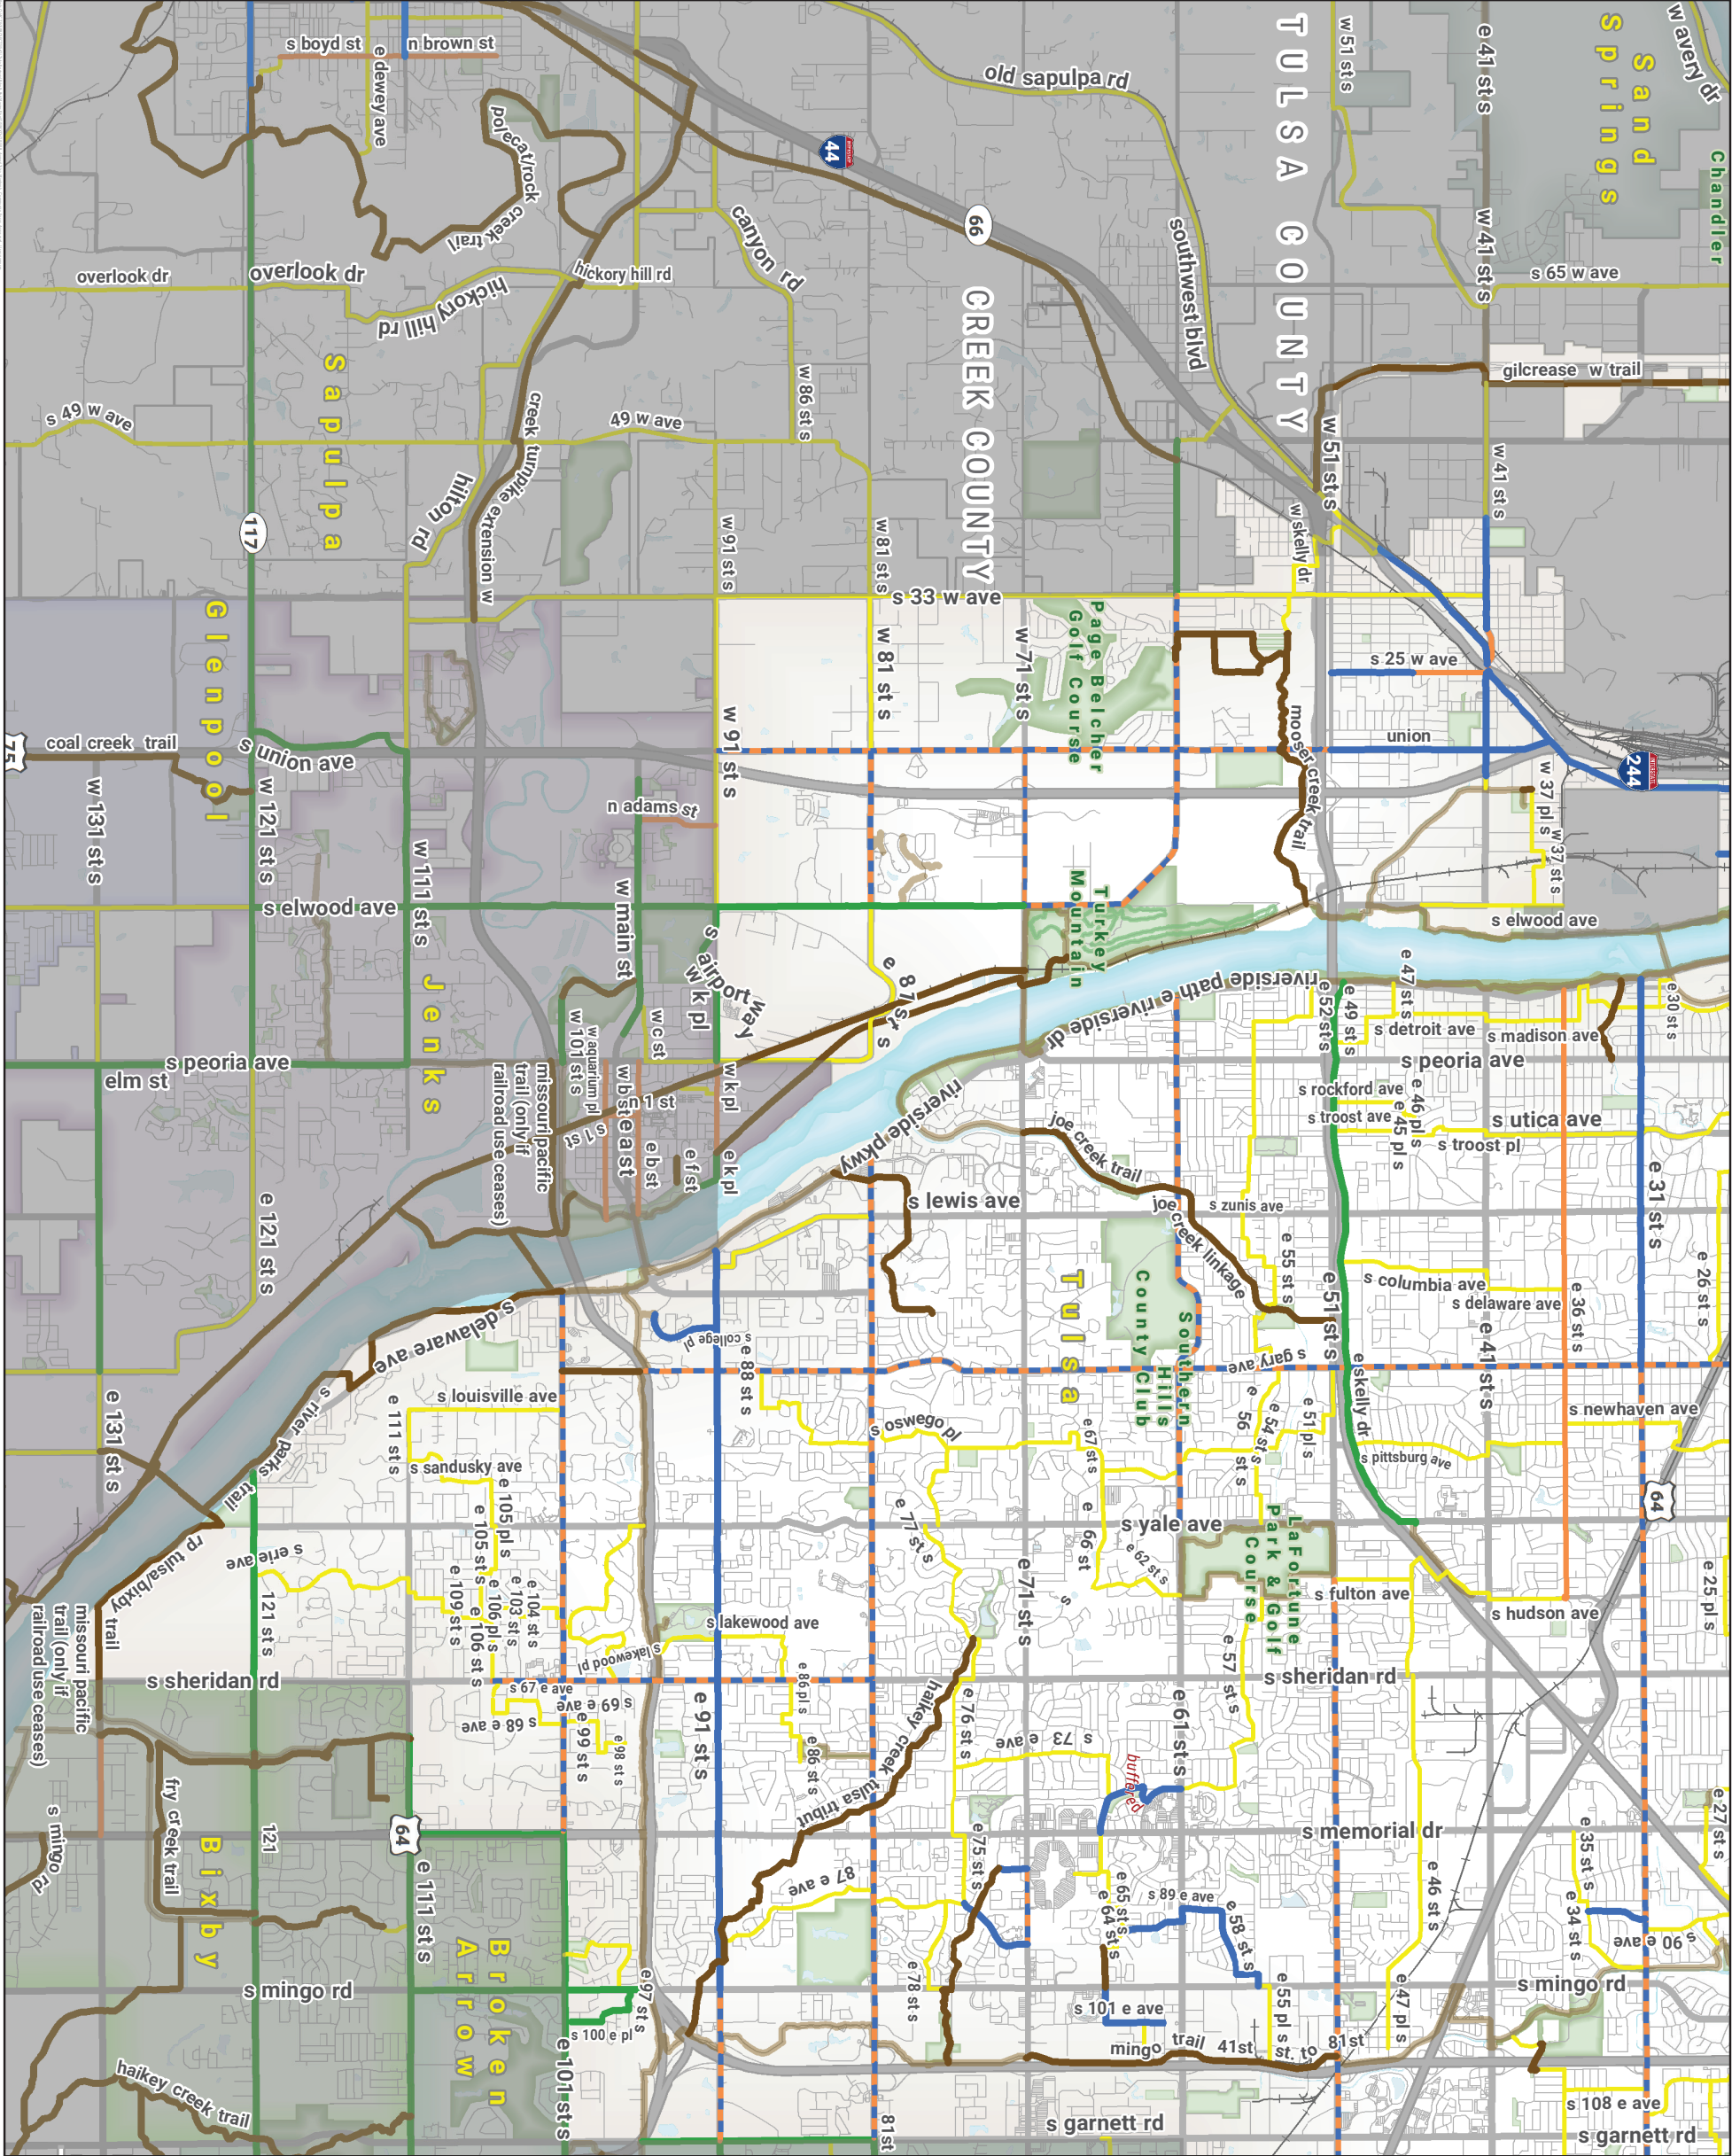 s boyd st
n brown st
e dewey ave
polecat/rock
creek trail
old sapulpa rd
44
66
TULSA COUNTY
w 51 st s
e 41 st s
San
Springs
w avery dr
Chandler
southwest blvd
w 41 st s
s 65 w ave
overlook dr
overlook dr
hickory hill rd
hickory hill rd
canyon rd
CREEK COUNTY
w 86 st s
gilcrease w trail
Sapulpa
s 49 w ave
49 w ave
creek turnpike extension w
hilton rd
117
w 91 st s
w 81 st s
w 51 st s
w 41 st s
w skelly dr
s 33 w ave
Glenpool
Page Belcher
Golf Course
w 71 st s
w 81 st s
w 91 st s
s 25 w ave
union
mooser creek trail
244
75
coal creek trail
s union ave
w 131 st s
w 121 st s
w 111 st s
n adams st
w 37 pl s
w 37 st s
s elwood ave
w main st
Turkey
Mountain
s elwood ave
s airport way
w k pl
e 87 st s
Jenks
w c st
w 101 st s
w aquarium pl
riverside path e riverside dr
e 52 st s
e 49 st s
e 47 st s
s detroit ave
s madison ave
e 30 st s
s peoria ave
s peoria ave
elm st
missouri pacific
trail (only if
railroad use ceases)
w b st
e a st
n 1 st
s 1 st
w k pl
e b st
e f st
e k pl
riverside pkwy
joe creek trail
joe creek linkage
s lewis ave
s rockford ave
s troost ave
e 46 pl s
e 45 pl s
s utica ave
s troost pl
s zunis ave
e 55 st s
e 51 st s
e 31 st s
e 26 st s
s columbia ave
s delaware ave
e 36 st s
e 41 st s
e 121 st s
s delaware ave
s college pl
e 88 st s
Tulsa
Southern
Hills
County Club
s gary ave
e skelly dr
e 131 st s
s river parks trail
e 111 st s
s louisville ave
s sandusky ave
s oswego pl
e 67 st s
e 56 st s
e 54 st s
e 51 pl s
s pittsburg ave
s newhaven ave
64
e 105 pl s
e 105 st s
e 77 st s
e 66 st
s yale ave
e 62 st s
LaFortune
Park & Golf
Course
rp tulsa/bixby trail
s erie ave
121 st s
e 109 st s
e 106 st s
e 106 pl s
e 103 st s
e 104 st s
e 71 st s
s
s fulton ave
s hudson ave
e 25 pl s
missouri pacific
trail (only if
railroad use ceases)
s sheridan rd
s lakewood pl
s lakewood ave
s 67 e ave
s 69 e ave
s 68 e ave
e 99 st s
e 98 st s
e 86 pl s
e 86 st s
e 91 st s
haikey creek tulsa tribut
e 76 st s
s 73 e ave
e 61 st s
e 57 st s
s sheridan rd
buffered
s memorial dr
s mingo rd
fry creek trail
Bixby
121
64
e 111 st s
87 e ave
e 75 st s
e 65 st s
e 64 st s
s 89 e ave
e 58 st s
e 46 st s
e 35 st s
e 34 st s
e 27 st s
s 90 e ave
Broken
Arrow
s mingo rd
e 97 st s
s 100 e pl
e 78 st s
s 101 e ave
e 55 pl s
e 47 pl s
s mingo rd
mingo trail 41st st. to 81st
haikey creek trail
e 101 st s
81st
s garnett rd
s 108 e ave
s garnett rd